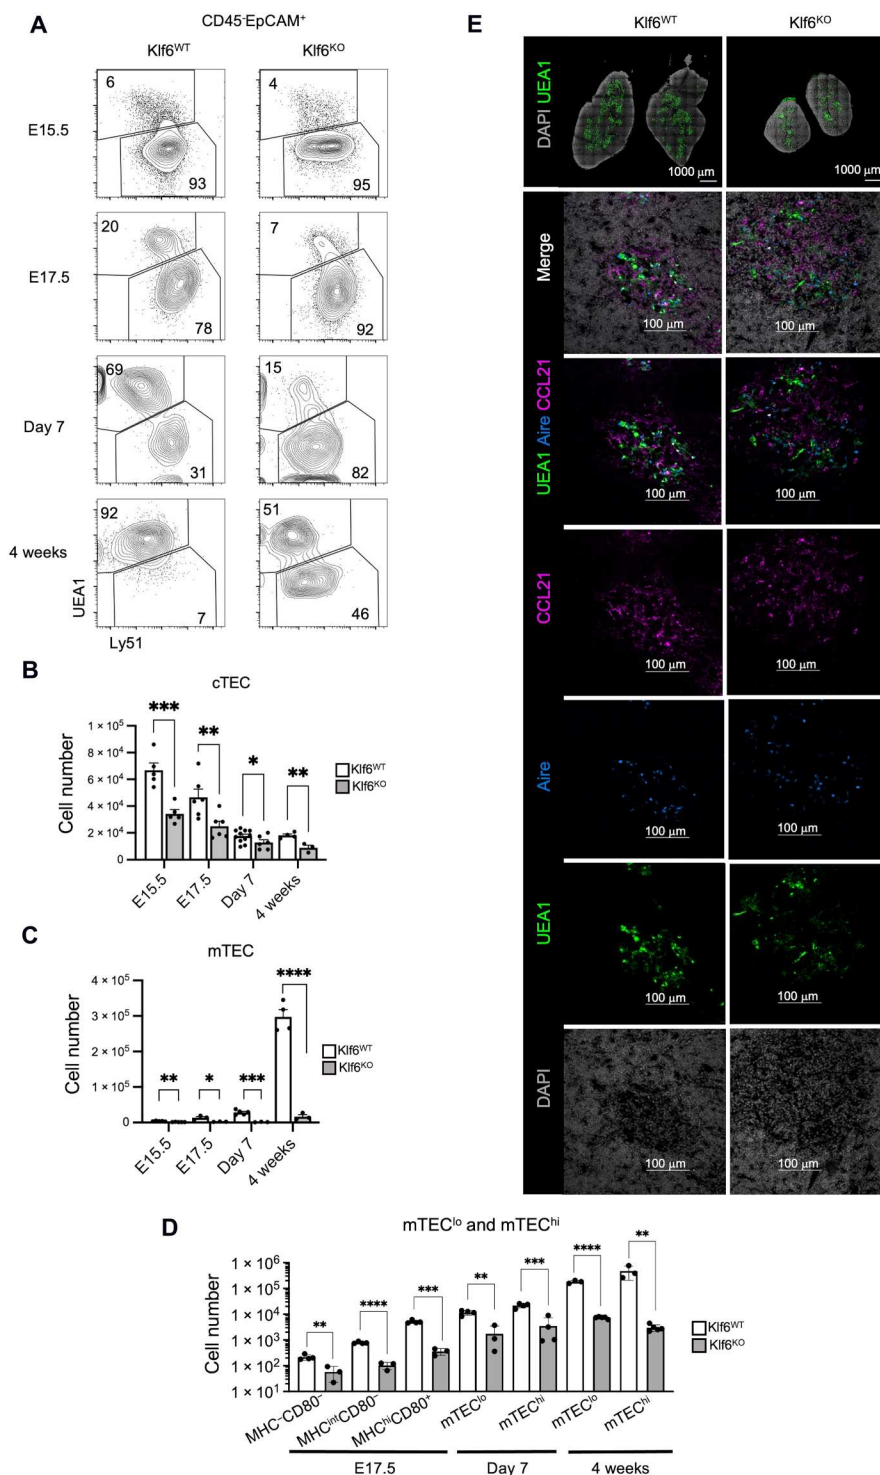 A
CD45-EpCAM+
Klf6WT Klf6KO
E15.5
6
93
4
95
E17.5
20
78
7
92
Day 7
69
31
15
82
4 weeks
92
7
51
46
UEA1
Ly51
B
cTEC
Cell number
1 × 10⁵
8 × 10⁴
6 × 10⁴
4 × 10⁴
2 × 10⁴
0
*** ** * **
Klf6WT
Klf6KO
E15.5 E17.5 Day 7 4 weeks
C
mTEC
Cell number
4 × 10⁵
3 × 10⁵
2 × 10⁵
1 × 10⁵
0
** * *** ****
Klf6WT
Klf6KO
E15.5 E17.5 Day 7 4 weeks
D
mTEClo and mTEChi
Cell number
1 × 10⁶
1 × 10⁵
1 × 10⁴
1 × 10³
1 × 10²
1 × 10¹
** **** *** ** *** **** **
Klf6WT
Klf6KO
MHC-CD80- MHCintCD80- MHChiCD80+ mTEClo mTEChi mTEClo mTEChi
E17.5 Day 7 4 weeks
E
Klf6WT Klf6KO
DAPI UEA1
1000 µm 1000 µm
Merge
100 µm 100 µm
UEA1 Aire CCL21
100 µm 100 µm
CCL21
100 µm 100 µm
Aire
100 µm 100 µm
UEA1
100 µm 100 µm
DAPI
100 µm 100 µm